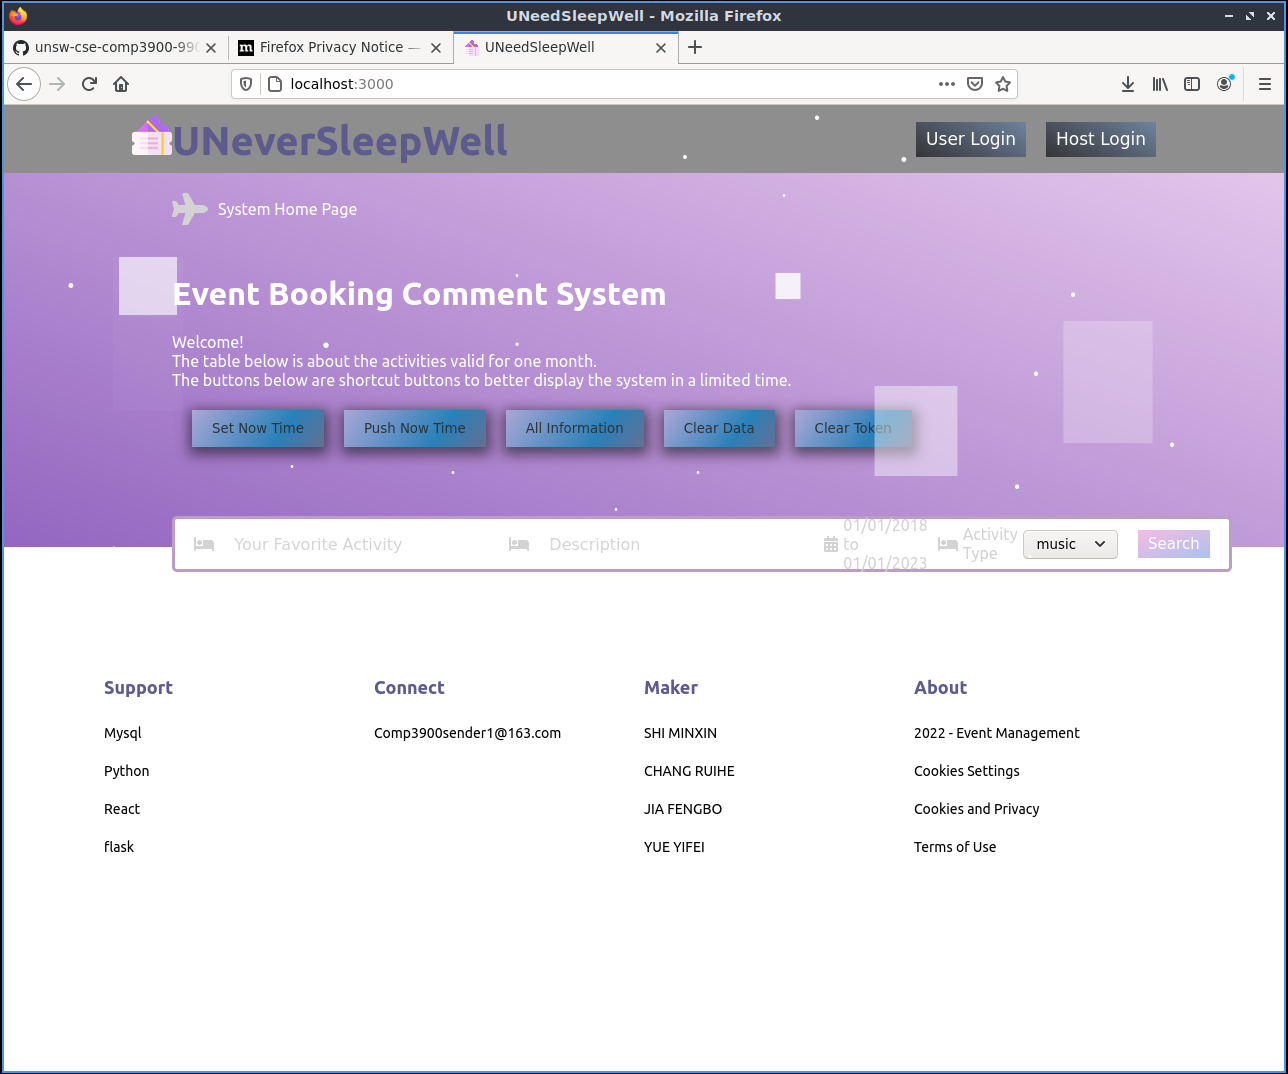 UNeedSleepWell - Mozilla Firefox
unsw-cse-comp3900-990
Firefox Privacy Notice —
UNeedSleepWell
localhost:3000
UNeverSleepWell
User Login
Host Login
System Home Page
Event Booking Comment System
Welcome!
The table below is about the activities valid for one month.
The buttons below are shortcut buttons to better display the system in a limited time.
Set Now Time
Push Now Time
All Information
Clear Data
Clear Token
Your Favorite Activity
Description
01/01/2018
to
01/01/2023
Activity
Type
music
Search
Support
Mysql
Python
React
flask
Connect
Comp3900sender1@163.com
Maker
SHI MINXIN
CHANG RUIHE
JIA FENGBO
YUE YIFEI
About
2022 - Event Management
Cookies Settings
Cookies and Privacy
Terms of Use